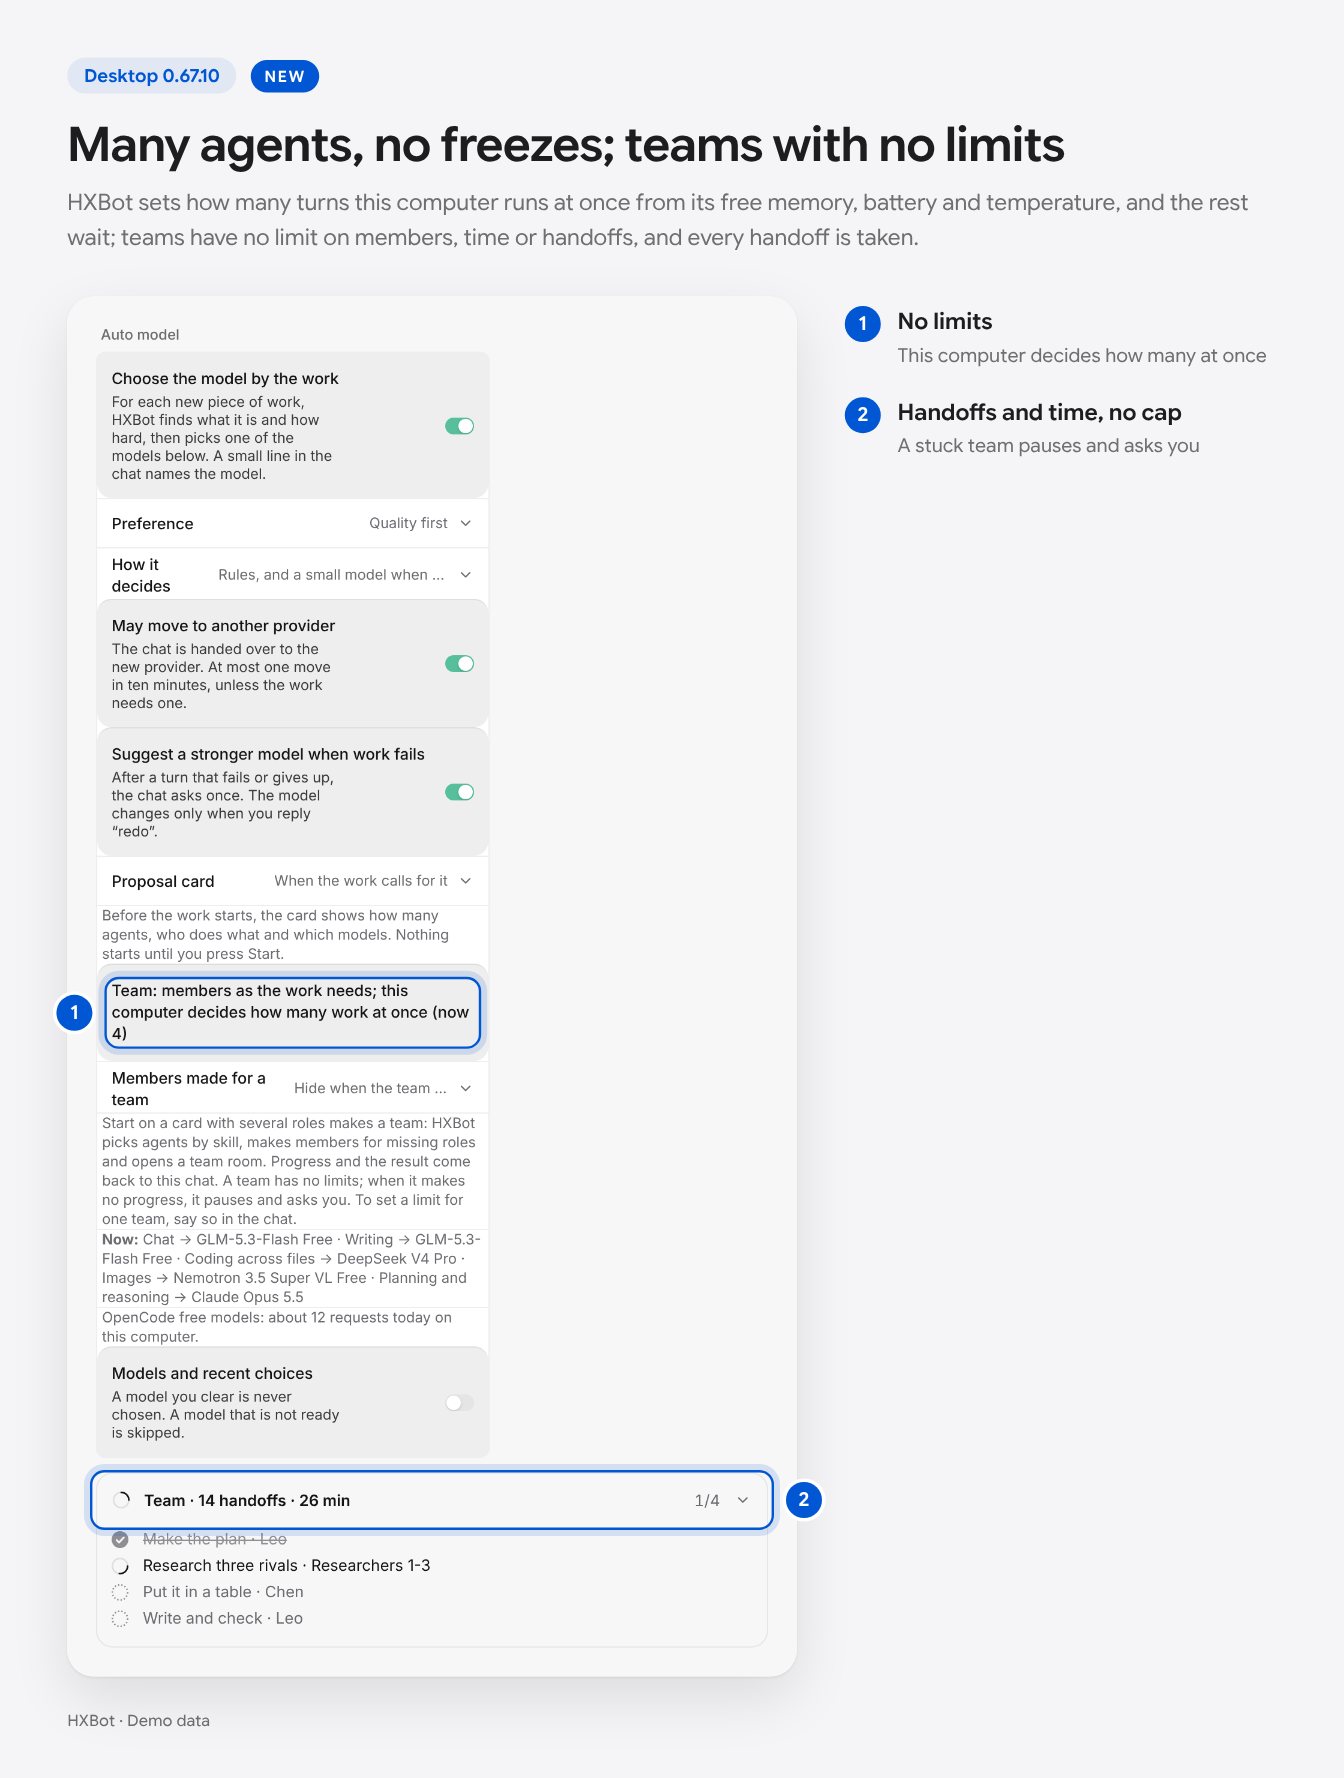 Desktop 0.67.10
NEW
Many agents, no freezes; teams with no limits
HXBot sets how many turns this computer runs at once from its free memory, battery and temperature, and the rest
wait; teams have no limit on members, time or handoffs, and every handoff is taken.
Auto model
Choose the model by the work
For each new piece of work,
HXBot finds what it is and how
hard, then picks one of the
models below. A small line in the
chat names the model.
Preference Quality first
How it
decides
Rules, and a small model when ...
May move to another provider
The chat is handed over to the
new provider. At most one move
in ten minutes, unless the work
needs one.
Suggest a stronger model when work fails
After a turn that fails or gives up,
the chat asks once. The model
changes only when you reply
“redo”.
Proposal card When the work calls for it
Before the work starts, the card shows how many
agents, who does what and which models. Nothing
starts until you press Start.
1
Team: members as the work needs; this
computer decides how many work at once (now
4)
Members made for a
team
Hide when the team ...
Start on a card with several roles makes a team: HXBot
picks agents by skill, makes members for missing roles
and opens a team room. Progress and the result come
back to this chat. A team has no limits; when it makes
no progress, it pauses and asks you. To set a limit for
one team, say so in the chat.
Now: Chat → GLM-5.3-Flash Free · Writing → GLM-5.3-
Flash Free · Coding across files → DeepSeek V4 Pro ·
Images → Nemotron 3.5 Super VL Free · Planning and
reasoning → Claude Opus 5.5
OpenCode free models: about 12 requests today on
this computer.
Models and recent choices
A model you clear is never
chosen. A model that is not ready
is skipped.
Team · 14 handoffs · 26 min 1/4
2
Make the plan · Leo
Research three rivals · Researchers 1-3
Put it in a table · Chen
Write and check · Leo
1 No limits
This computer decides how many at once
2 Handoffs and time, no cap
A stuck team pauses and asks you
HXBot · Demo data